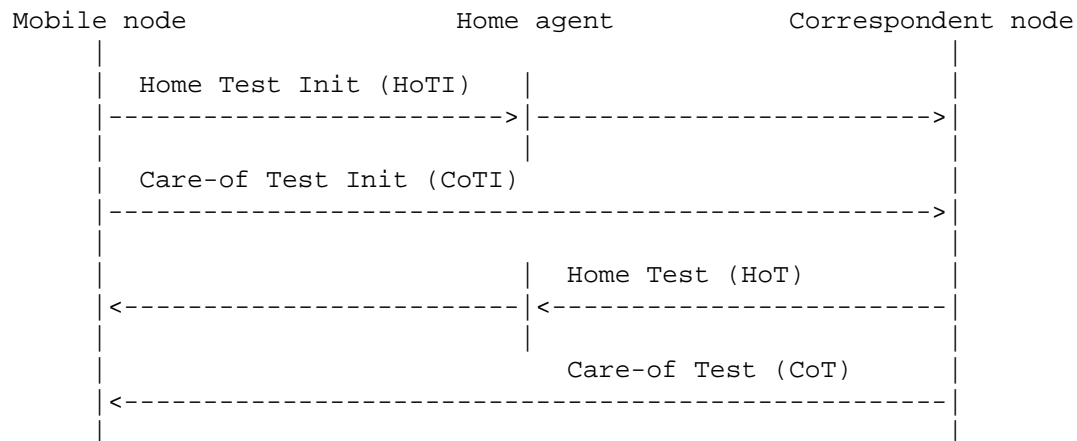 Mobile node Home agent Correspondent node
Home Test Init (HoTI)
Care-of Test Init (CoTI)
Home Test (HoT)
Care-of Test (CoT)